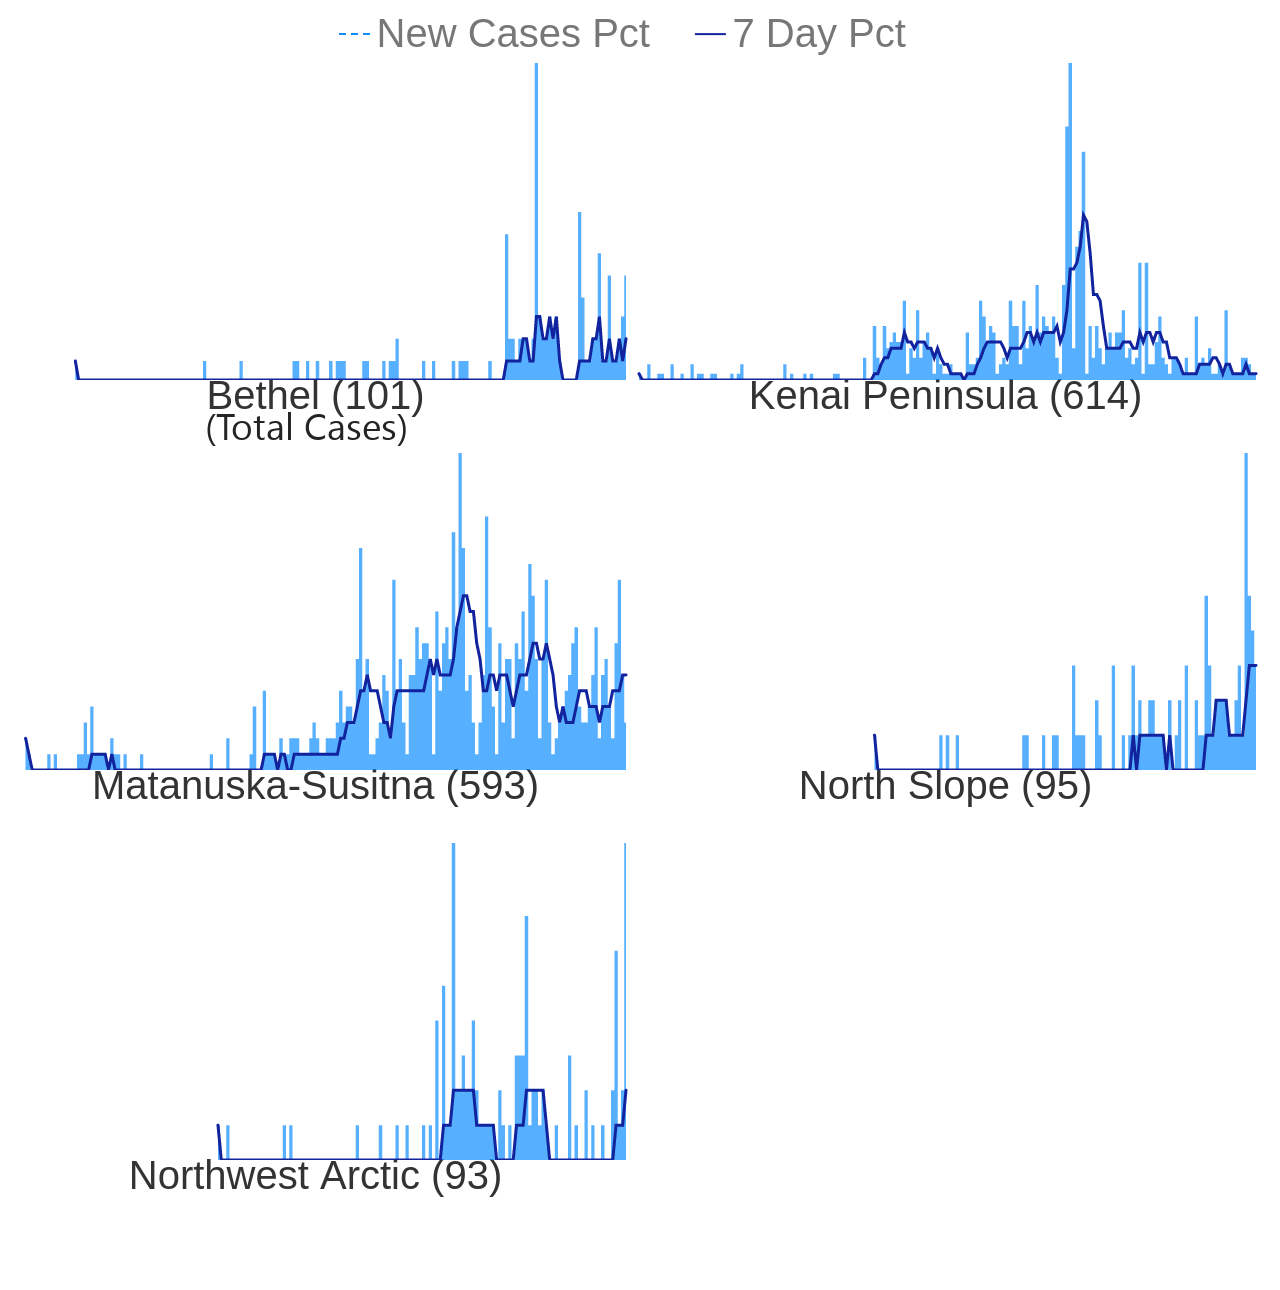 New Cases Pct 7 Day Pct
Bethel (101) Kenai Peninsula (614)
(Total Cases)
Matanuska-Susitna (593) North Slope (95)
Northwest Arctic (93)